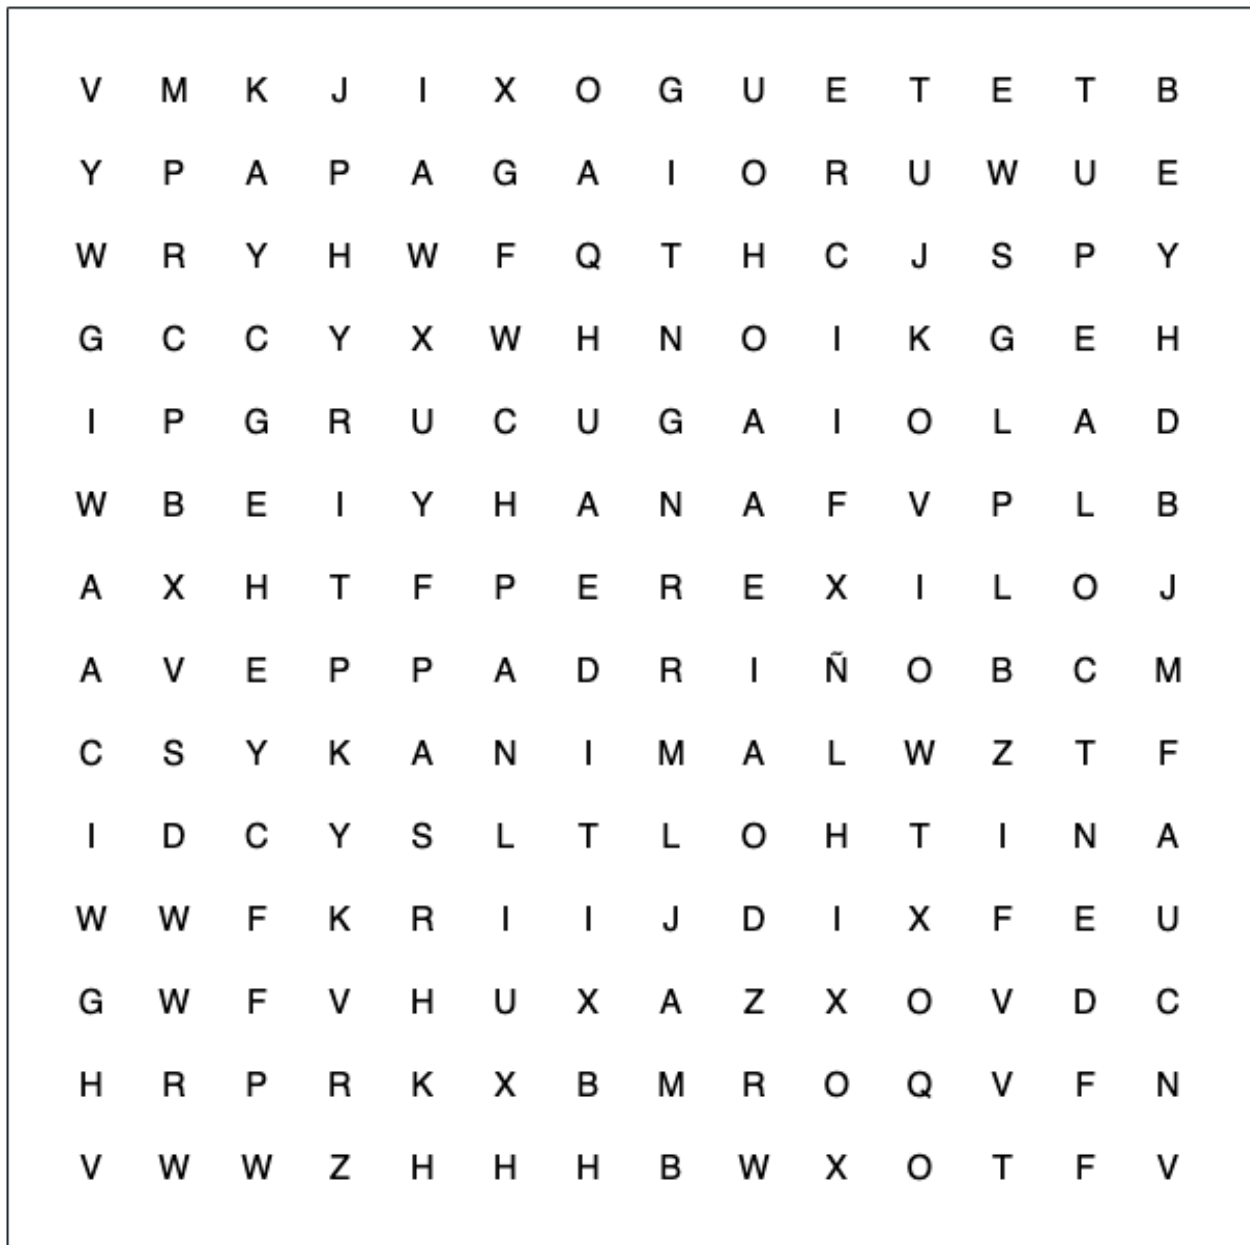 V M K J I X O G U E T E T B
Y P A P A G A I O R U W U E
W R Y H W F Q T H C J S P Y
G C C Y X W H N O I K G E H
I P G R U C U G A I O L A D
W B E I Y H A N A F V P L B
A X H T F P E R E X I L O J
A V E P P A D R I Ñ O B C M
C S Y K A N I M A L W Z T F
I D C Y S L T L O H T I N A
W W F K R I I J D I X F E U
G W F V H U X A Z X O V D C
H R P R K X B M R O Q V F N
V W W Z H H H B W X O T F V